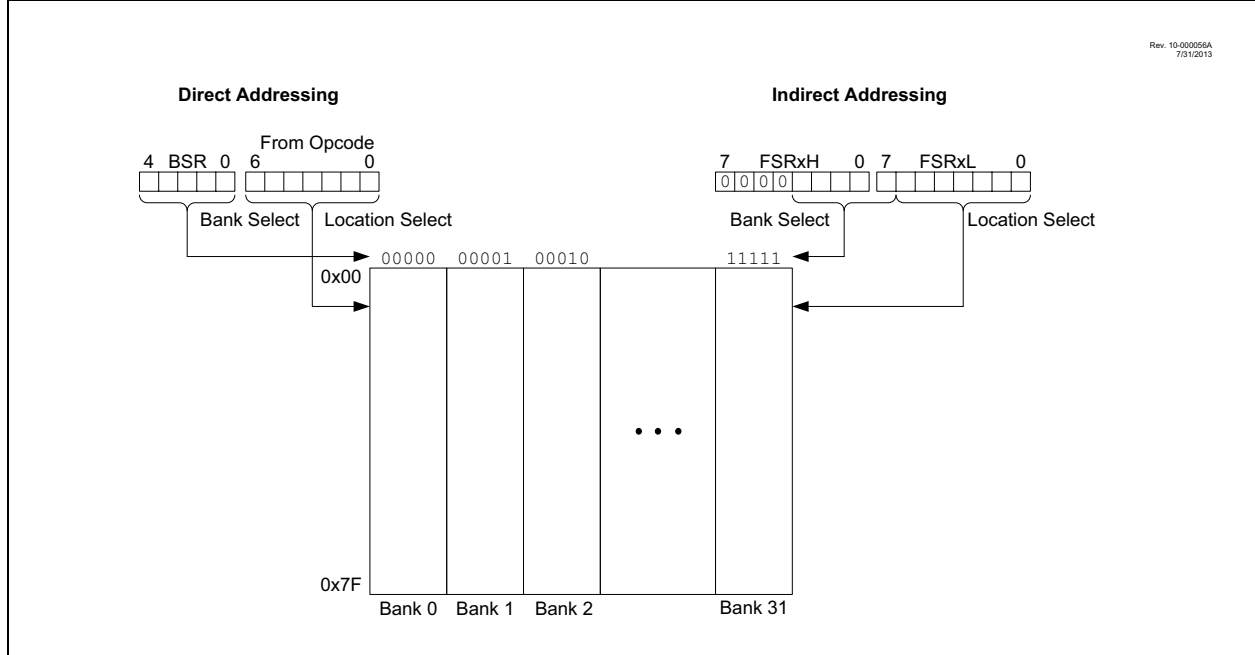 Rev. 10-000056A
7/31/2013
Direct Addressing
Indirect Addressing
From Opcode
4 BSR 0 6 0
7 FSRxH 0 7 FSRxL 0
0 0 0 0
Bank Select Location Select
Bank Select Location Select
00000 00001 00010 11111
0x00
• • •
0x7F
Bank 0 Bank 1 Bank 2 Bank 31